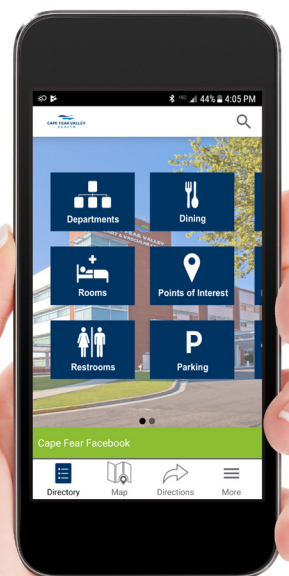 44% 4:05 PM
CAPE FEAR VALLEY
HEALTH
Departments
Dining
Rooms
Points of Interest
Restrooms
P
Parking
Cape Fear Facebook
Directory
Map
Directions
More